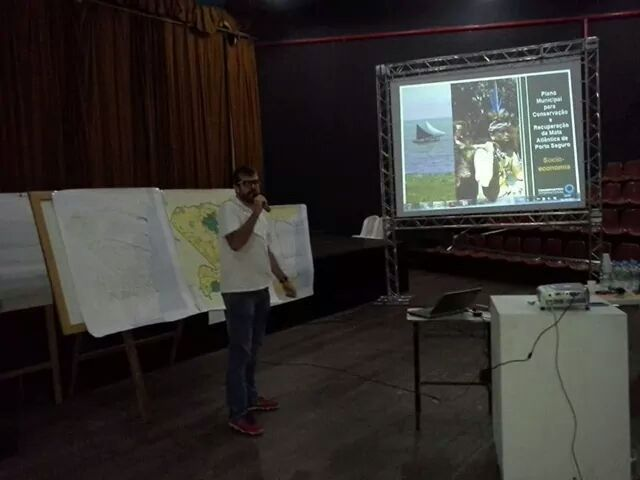 Plano
Municipal
para
Conservação
e
Recuperação
da Mata
Atlântica de
Porto Seguro
Socio-
economia